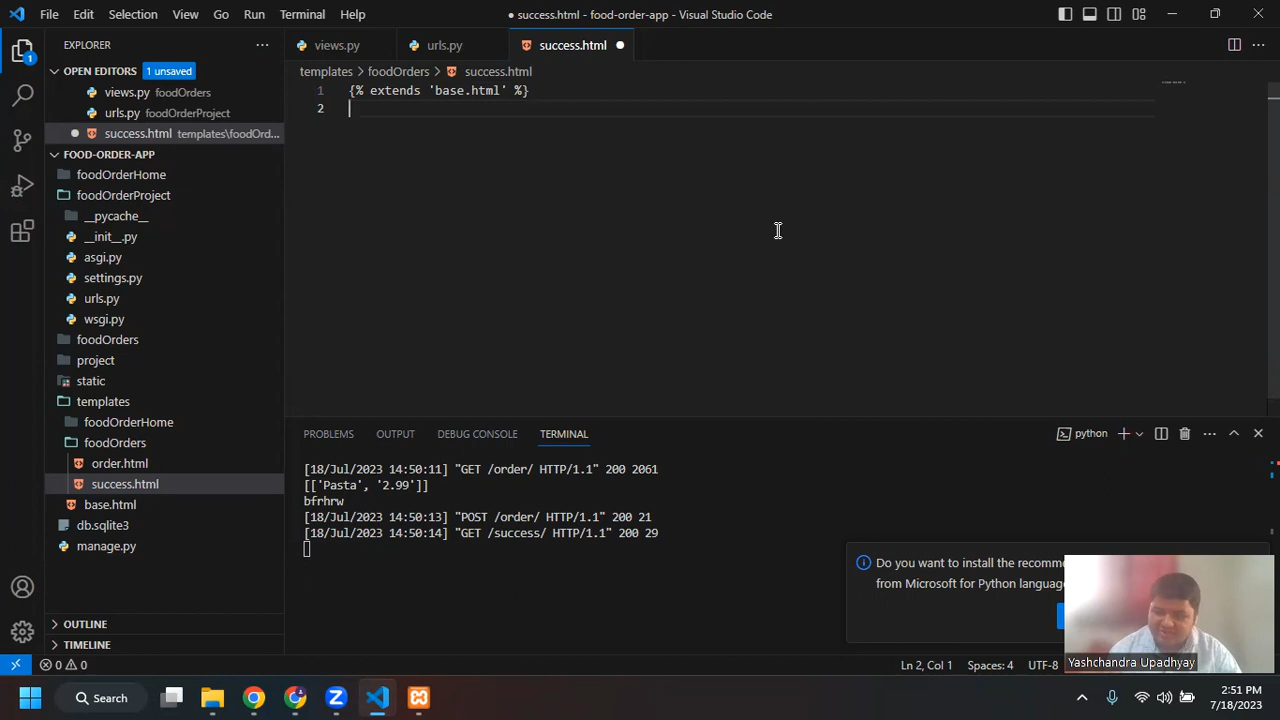 File Edit Selection View Go Run Terminal Help
● success.html - food-order-app - Visual Studio Code
EXPLORER
views.py
urls.py
success.html
OPEN EDITORS 1 unsaved
templates > foodOrders > success.html
views.py foodOrders
urls.py foodOrderProject
success.html templates\foodOrd...
1 {% extends 'base.html' %}
2
FOOD-ORDER-APP
foodOrderHome
foodOrderProject
__pycache__
__init__.py
asgi.py
settings.py
urls.py
wsgi.py
foodOrders
project
static
templates
foodOrderHome
foodOrders
order.html
success.html
base.html
db.sqlite3
manage.py
OUTLINE
TIMELINE
PROBLEMS OUTPUT DEBUG CONSOLE TERMINAL
python
[18/Jul/2023 14:50:11] "GET /order/ HTTP/1.1" 200 2061
[['Pasta', '2.99']]
bfrhrw
[18/Jul/2023 14:50:13] "POST /order/ HTTP/1.1" 200 21
[18/Jul/2023 14:50:14] "GET /success/ HTTP/1.1" 200 29
Do you want to install the
from Microsoft for Python
Yashchandra Upadhyay
0 0
Ln 2, Col 1 Spaces: 4 UTF-8
1
Search
2:51 PM
7/18/2023